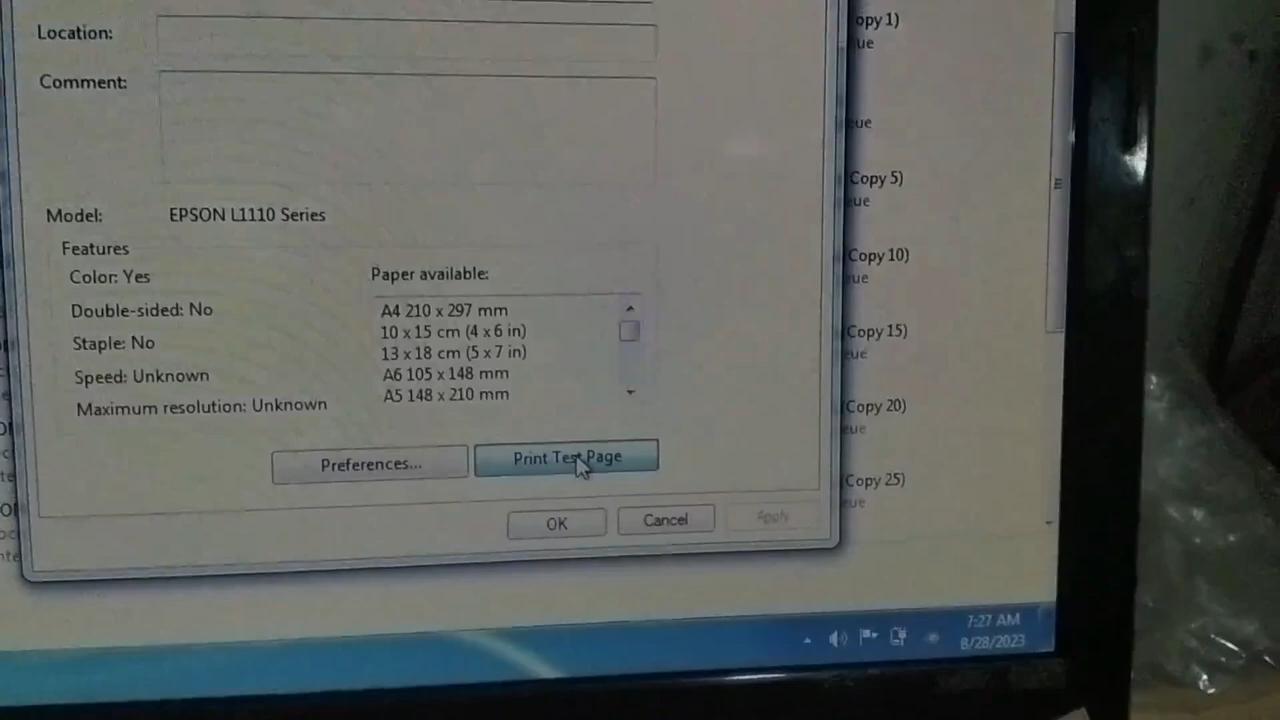 Location:
Comment:
Model: EPSON L1110 Series
Features
Color: Yes
Double-sided: No
Staple: No
Speed: Unknown
Maximum resolution: Unknown
Paper available:
A4 210 x 297 mm
10 x 15 cm (4 x 6 in)
13 x 18 cm (5 x 7 in)
A6 105 x 148 mm
A5 148 x 210 mm
Preferences...
Print Test Page
OK
Cancel
Apply
opy 1)
ue
ue
Copy 5)
ue
Copy 10)
ue
(Copy 15)
eue
(Copy 20)
eue
(Copy 25)
eue
7:27 AM
8/28/2023